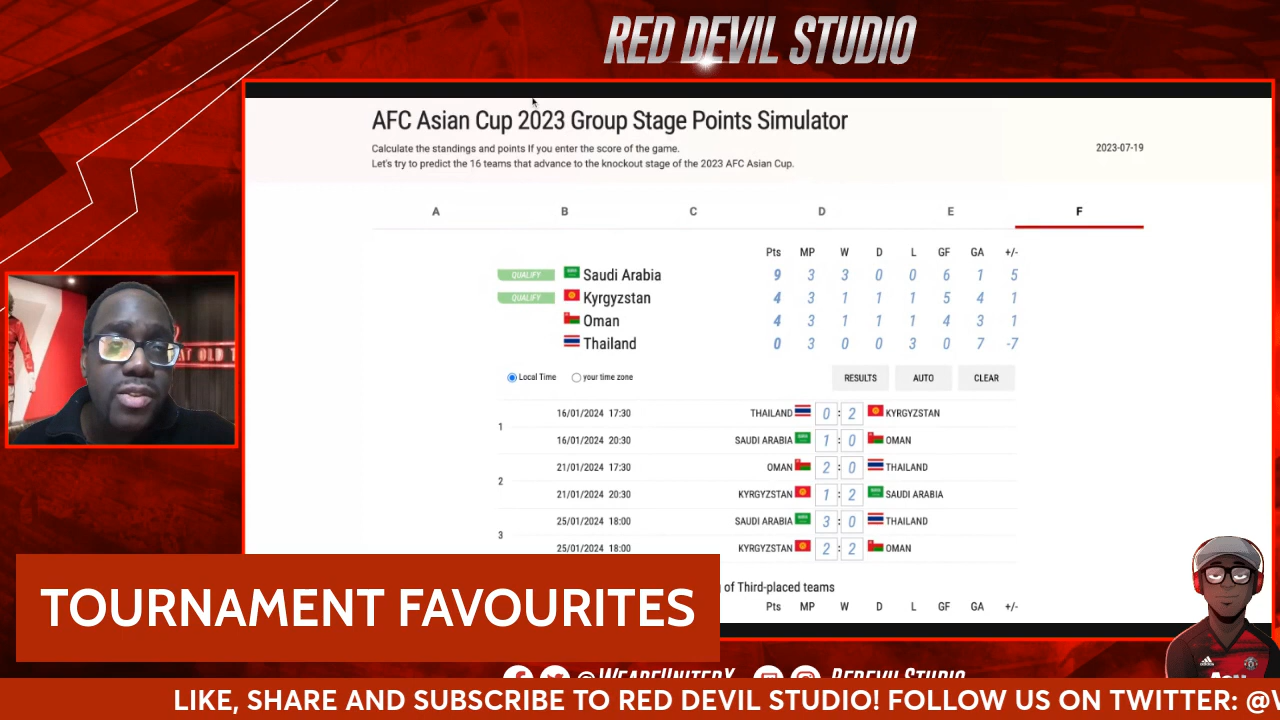 RED DEVIL STUDIO
AFC Asian Cup 2023 Group Stage Points Simulator
Calculate the standings and points If you enter the score of the game.
Let's try to predict the 16 teams that advance to the knockout stage of the 2023 AFC Asian Cup.
2023-07-19
A B C D E F
Pts MP W D L GF GA +/-
QUALIFY Saudi Arabia 9 3 3 0 0 6 1 5
QUALIFY Kyrgyzstan 4 3 1 1 1 5 4 1
Oman 4 3 1 1 1 4 3 1
Thailand 0 3 0 0 3 0 7 -7
Local Time your time zone RESULTS AUTO CLEAR
1
16/01/2024 17:30 THAILAND 0 : 2 KYRGYZSTAN
16/01/2024 20:30 SAUDI ARABIA 1 : 0 OMAN
2
21/01/2024 17:30 OMAN 2 : 0 THAILAND
21/01/2024 20:30 KYRGYZSTAN 1 : 2 SAUDI ARABIA
3
25/01/2024 18:00 SAUDI ARABIA 3 : 0 THAILAND
25/01/2024 18:00 KYRGYZSTAN 2 : 2 OMAN
of Third-placed teams
Pts MP W D L GF GA +/-
AT OLD T
TOURNAMENT FAVOURITES
@WEAREUNITEDX REDEVIL STUDIO
LIKE, SHARE AND SUBSCRIBE TO RED DEVIL STUDIO! FOLLOW US ON TWITTER: @